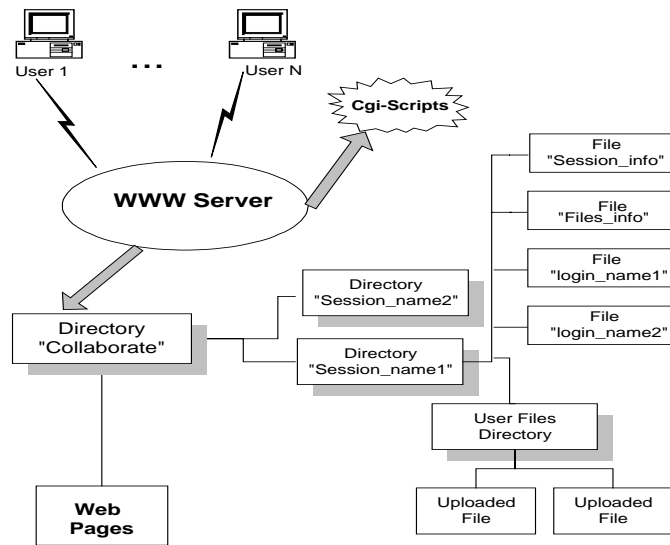 User 1
...
User N
Cgi-Scripts
WWW Server
File
"Session_info"
File
"Files_info"
File
"login_name1"
File
"login_name2"
Directory
"Session_name2"
Directory
"Collaborate"
Directory
"Session_name1"
User Files
Directory
Web
Pages
Uploaded
File
Uploaded
File